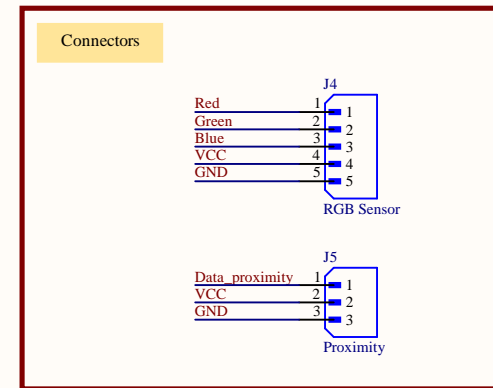 Connectors
J4
Red 1 1
Green 2 2
Blue 3 3
VCC 4 4
GND 5 5
RGB Sensor
J5
Data_proximity 1 1
VCC 2 2
GND 3 3
Proximity